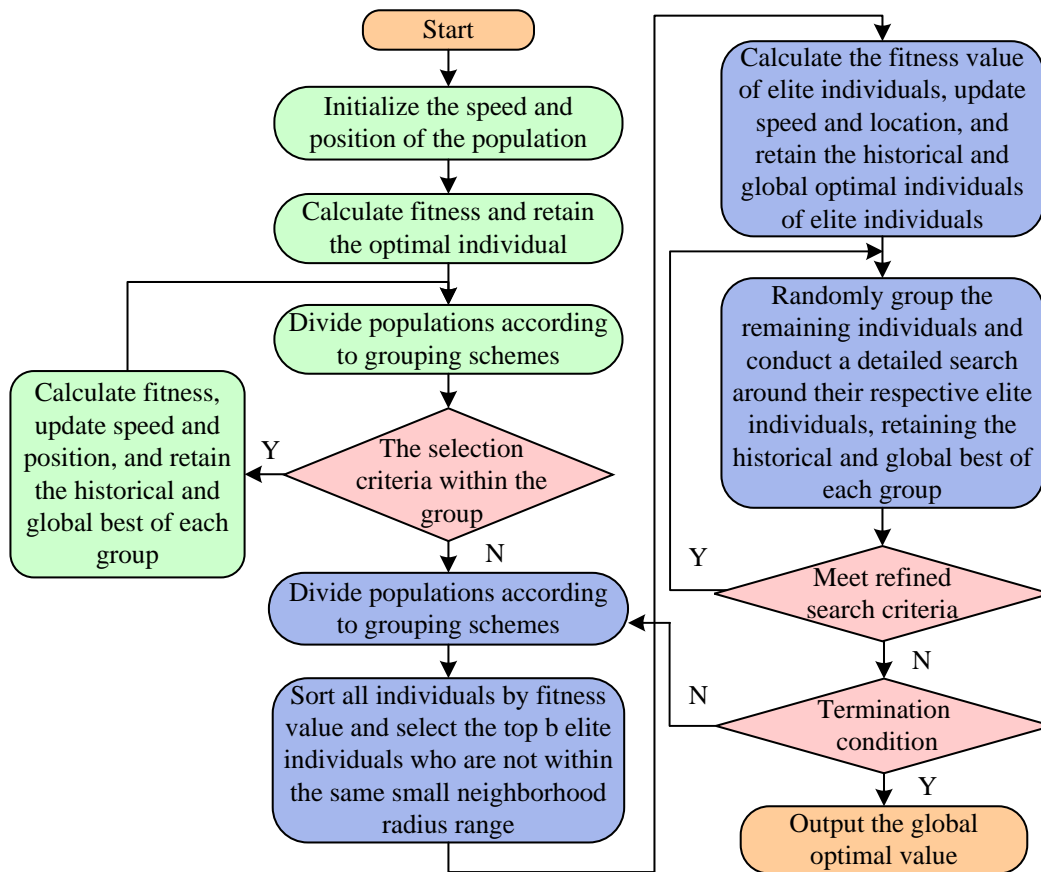 Start
Initialize the speed and
position of the population
Calculate fitness and retain
the optimal individual
Divide populations according
to grouping schemes
Calculate fitness,
update speed and
position, and retain
the historical and
global best of each
group
Y
The selection
criteria within the
group
N
Divide populations according
to grouping schemes
Sort all individuals by fitness
value and select the top b elite
individuals who are not within
the same small neighborhood
radius range
Calculate the fitness value
of elite individuals, update
speed and location, and
retain the historical and
global optimal individuals
of elite individuals
Randomly group the
remaining individuals and
conduct a detailed search
around their respective elite
individuals, retaining the
historical and global best of
each group
Y
Meet refined
search criteria
N
N
Termination
condition
Y
Output the global
optimal value